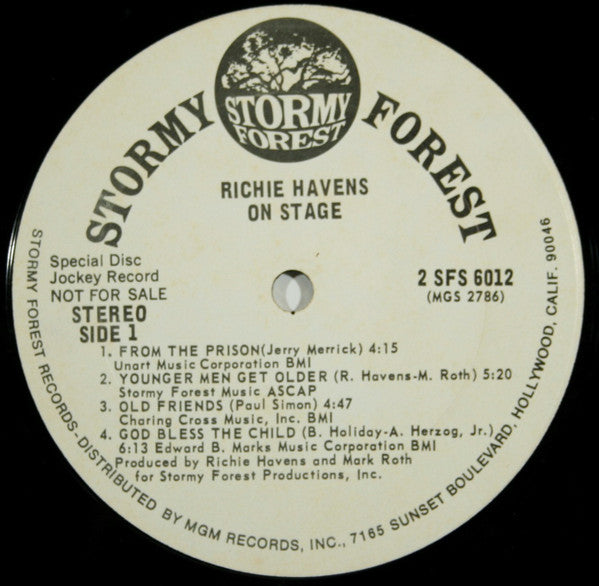 STORMY FOREST
STORMY
FOREST
RICHIE HAVENS
ON STAGE
Special Disc
Jockey Record
NOT FOR SALE
STEREO
SIDE 1
2 SFS 6012
(MGS 2786)
1. FROM THE PRISON(Jerry Merrick) 4:15
Unart Music Corporation BMI
2. YOUNGER MEN GET OLDER (R. Havens-M. Roth) 5:20
Stormy Forest Music ASCAP
3. OLD FRIENDS (Paul Simon) 4:47
Charing Cross Music, Inc. BMI
4. GOD BLESS THE CHILD (B. Holiday-A. Herzog, Jr.)
6:13 Edward B. Marks Music Corporation BMI
Produced by Richie Havens and Mark Roth
for Stormy Forest Productions, Inc.
STORMY FOREST RECORDS-DISTRIBUTED BY MGM RECORDS, INC., 7165 SUNSET BOULEVARD, HOLLYWOOD, CALIF. 90046